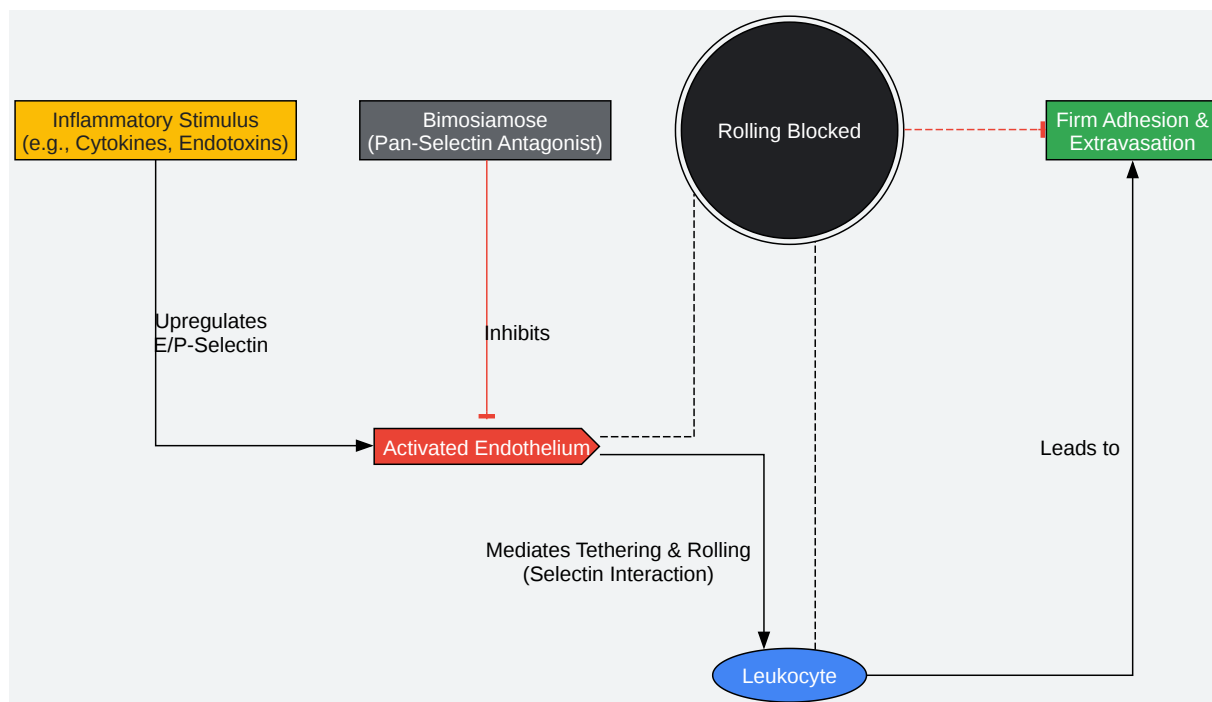 Inflammatory Stimulus
(e.g., Cytokines, Endotoxins)
Bimosiamose
(Pan-Selectin Antagonist)
Rolling Blocked
Firm Adhesion &
Extravasation
Upregulates
E/P-Selectin
Inhibits
Activated Endothelium
Leads to
Mediates Tethering & Rolling
(Selectin Interaction)
Leukocyte